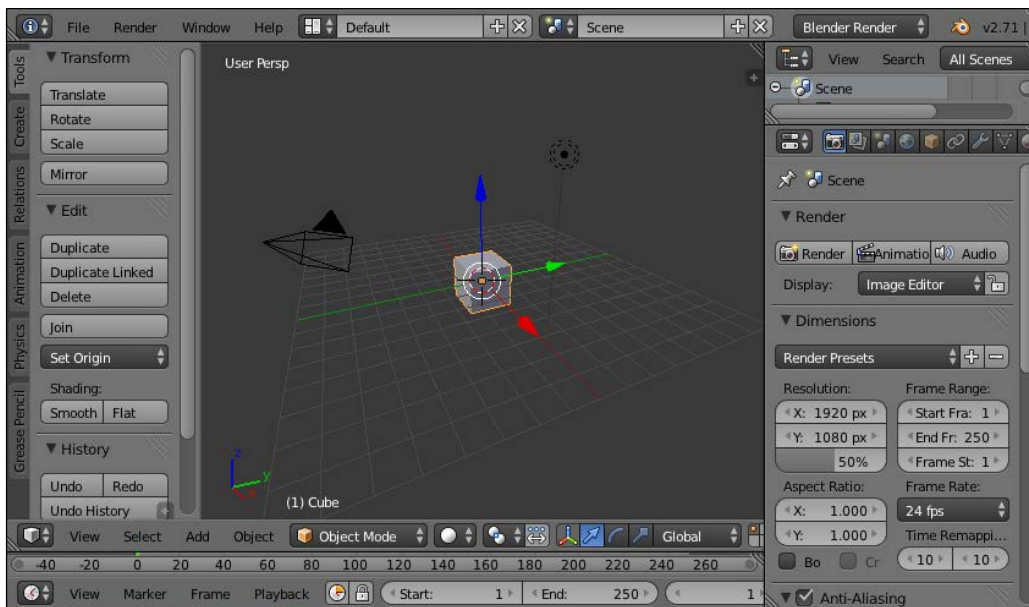 File Render Window Help Default Scene Blender Render v2.71
Tools
Create
Relations
Animation
Physics
Grease Pencil
Transform
Translate
Rotate
Scale
Mirror
Edit
Duplicate
Duplicate Linked
Delete
Join
Set Origin
Shading:
Smooth Flat
History
Undo Redo
Undo History
User Persp
z
y
x
(1) Cube
View Select Add Object Object Mode Global
-40 -20 0 20 40 60 80 100 120 140 160 180 200 220 240 260
View Marker Frame Playback Start: 1 End: 250 1
View Search All Scenes
Scene
Scene
Render
Render Animatio Audio
Display: Image Editor
Dimensions
Render Presets
Resolution: Frame Range:
X: 1920 px Start Fra: 1
Y: 1080 px End Fr: 250
50% Frame St: 1
Aspect Ratio: Frame Rate:
X: 1.000 24 fps
Y: 1.000 Time Remappi...
Bo Cr 10 10
Anti-Aliasing